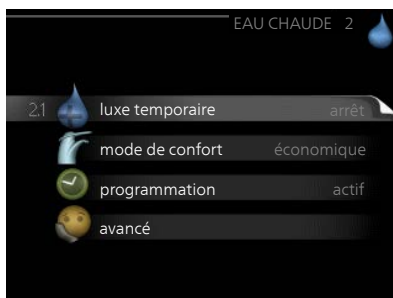 EAU CHAUDE 2
2.1 luxe temporaire arrêt
mode de confort économique
programmation actif
avancé